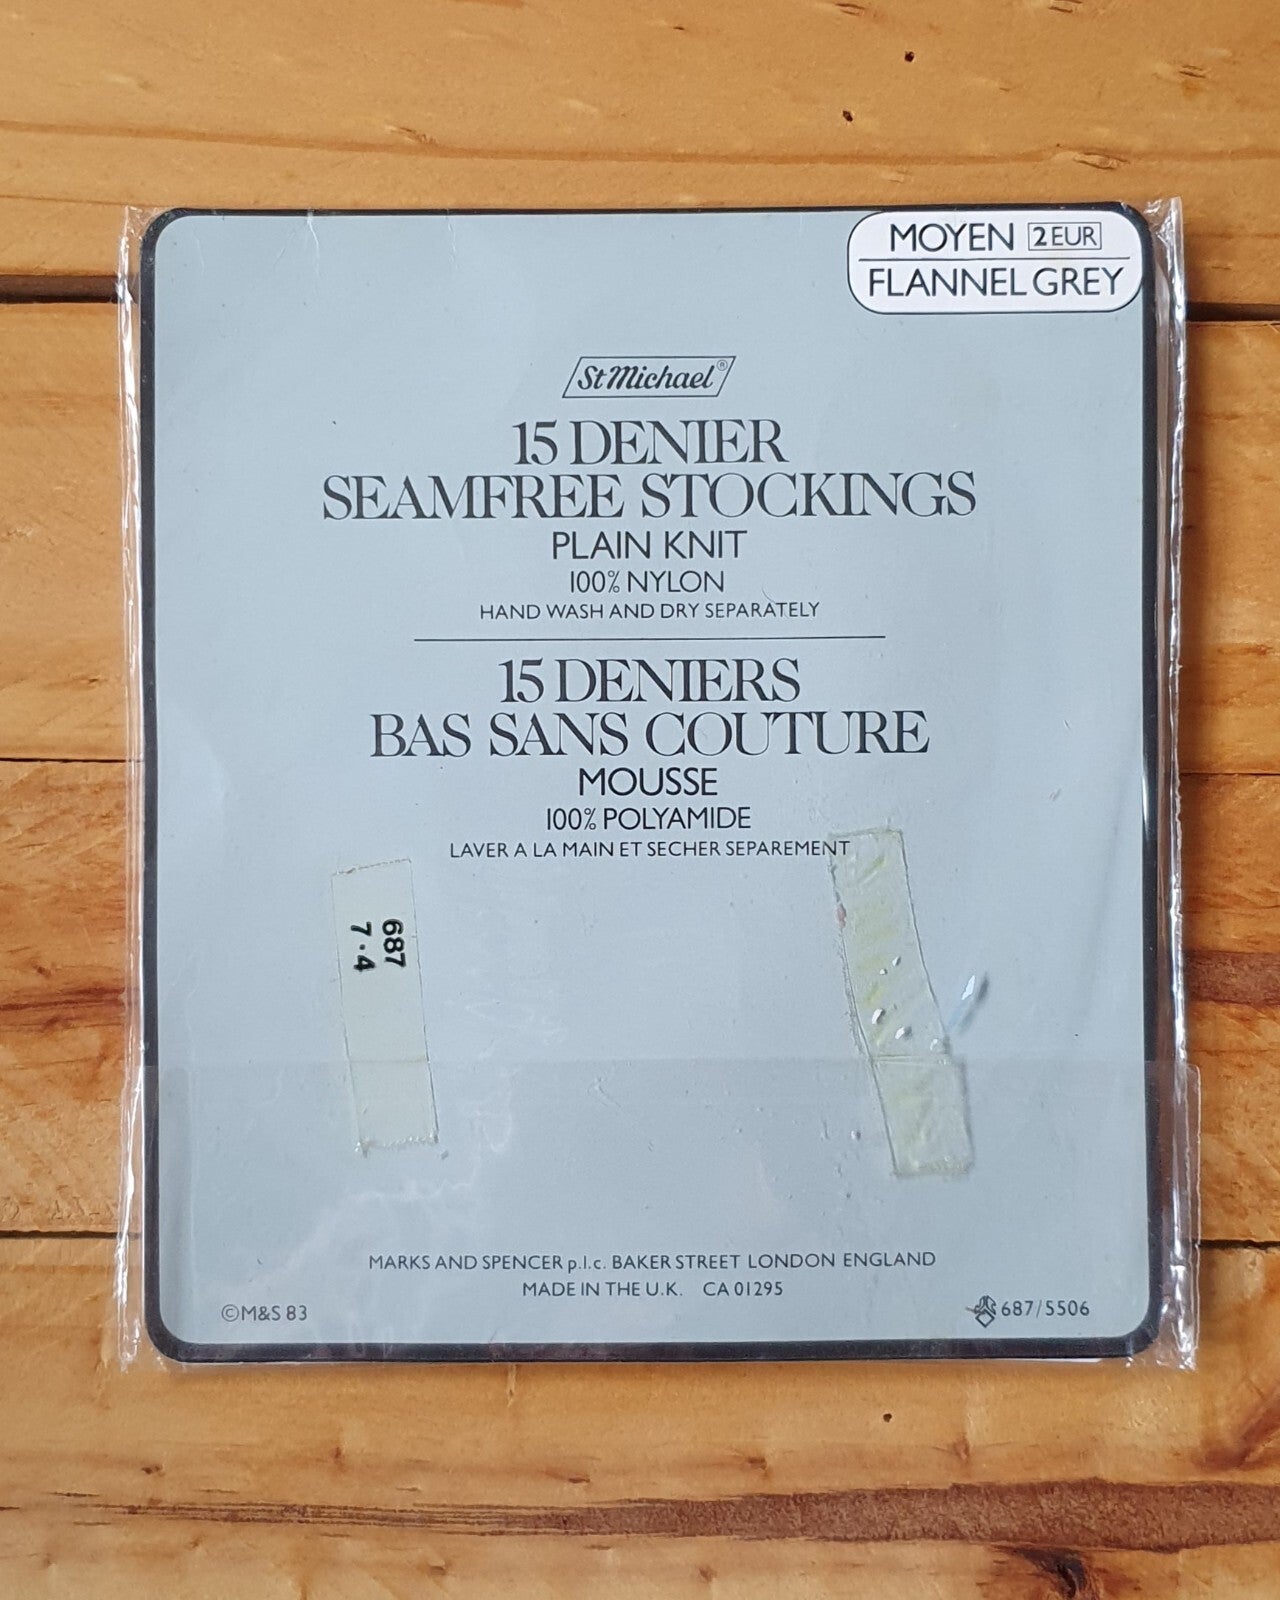 MOYEN 2 EUR
FLANNEL GREY
St Michael®
15 DENIER
SEAMFREE STOCKINGS
PLAIN KNIT
100% NYLON
HAND WASH AND DRY SEPARATELY
15 DENIERS
BAS SANS COUTURE
MOUSSE
100% POLYAMIDE
LAVER A LA MAIN ET SECHER SEPAREMENT
687
7·4
MARKS AND SPENCER p.l.c. BAKER STREET LONDON ENGLAND
MADE IN THE U.K. CA 01295
©M&S 83
687/5506